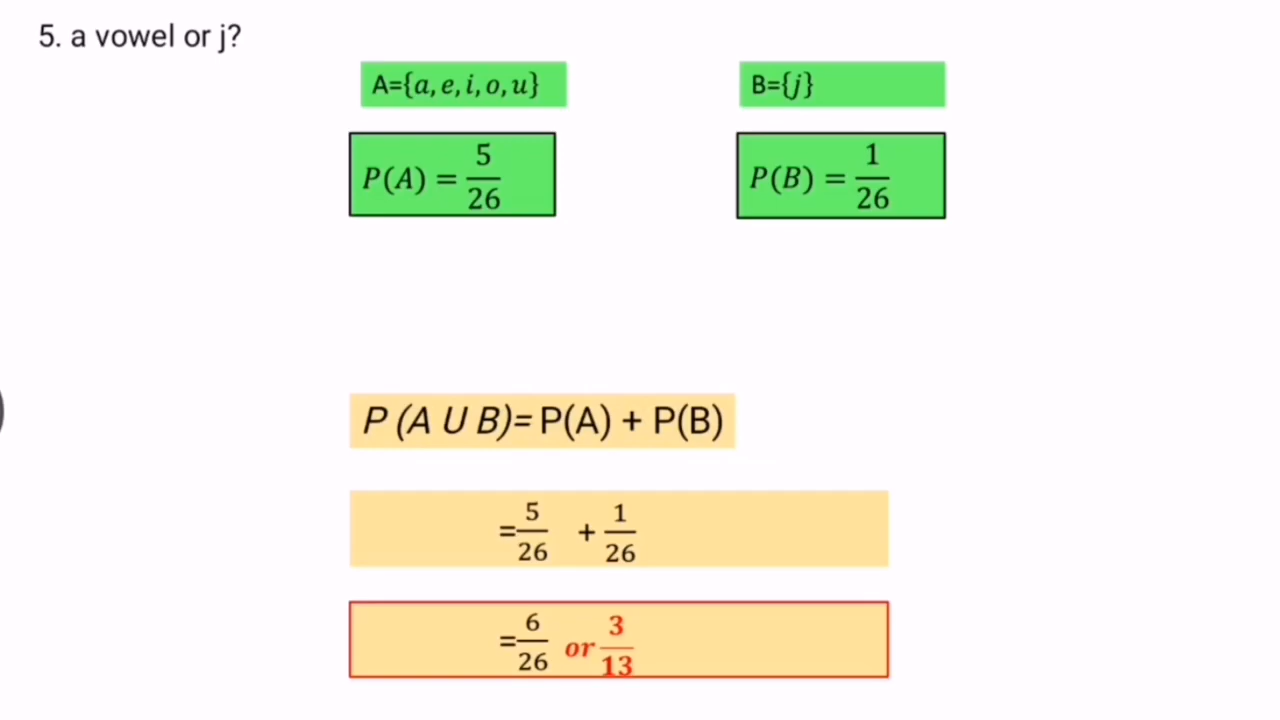 5. a vowel or j?
A={a, e, i, o, u}
B={j}
P(A) = 5/26
P(B) = 1/26
P (A U B)= P(A) + P(B)
= 5/26 + 1/26
= 6/26 or 3/13